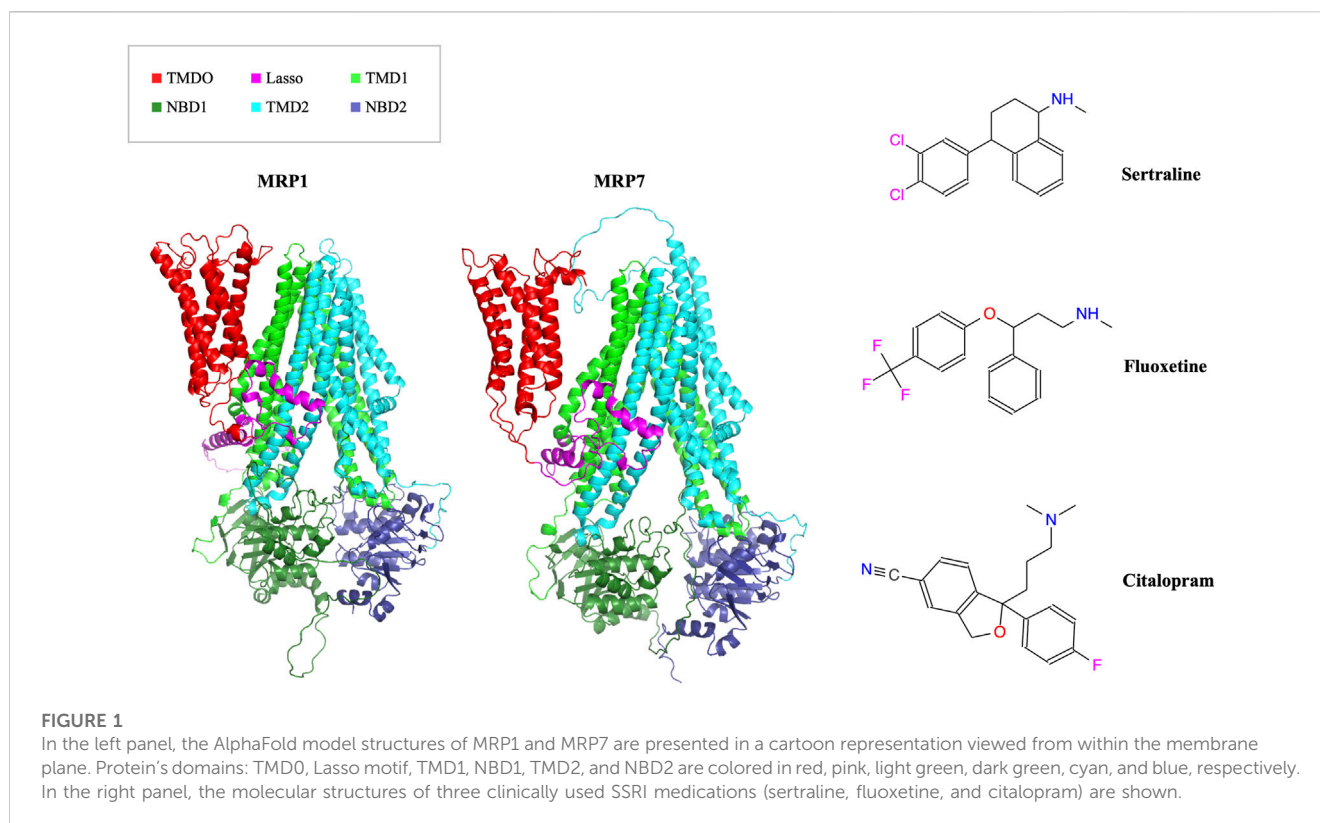 TMDO Lasso TMD1
NBD1 TMD2 NBD2
MRP1 MRP7
NH
Cl
Cl
Sertraline
O
NH
F
F
F
Fluoxetine
N
N≡C
O
F
Citalopram
FIGURE 1
In the left panel, the AlphaFold model structures of MRP1 and MRP7 are presented in a cartoon representation viewed from within the membrane
plane. Protein’s domains: TMD0, Lasso motif, TMD1, NBD1, TMD2, and NBD2 are colored in red, pink, light green, dark green, cyan, and blue, respectively.
In the right panel, the molecular structures of three clinically used SSRI medications (sertraline, fluoxetine, and citalopram) are shown.